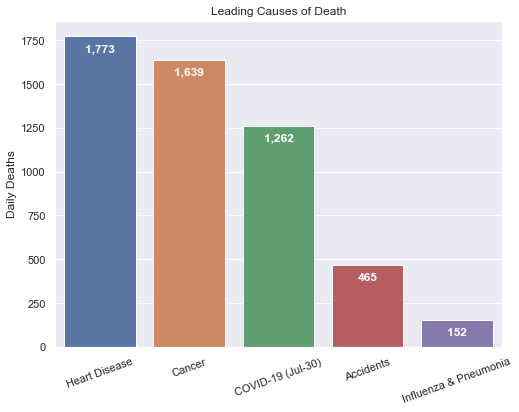 Leading Causes of Death
Daily Deaths
1750
1500
1250
1000
750
500
250
0
1,773
1,639
1,262
465
152
Heart Disease
Cancer
COVID-19 (Jul-30)
Accidents
Influenza & Pneumonia